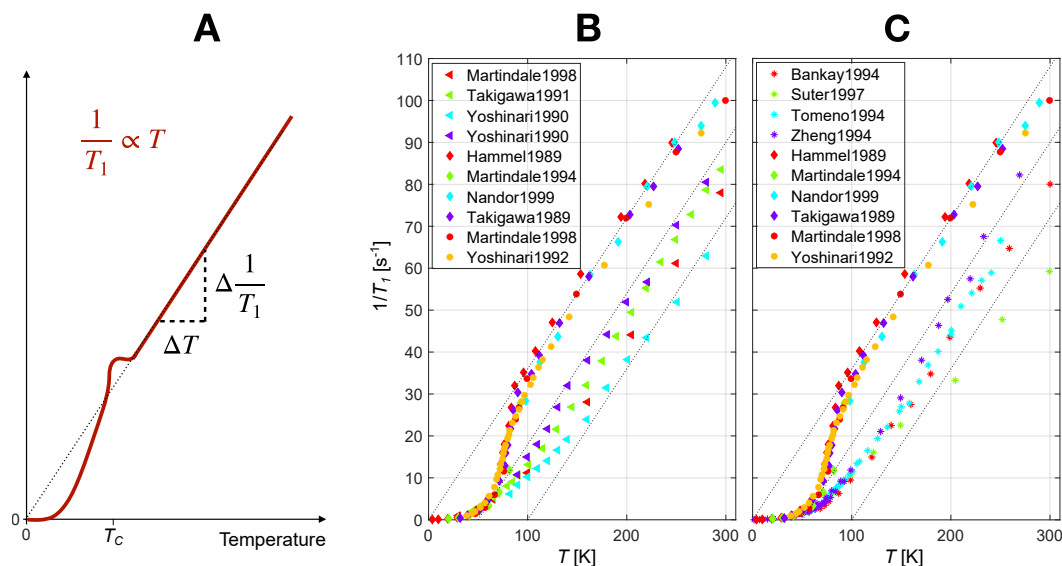 A
1/T₁ ∝ T
Δ 1/T₁
ΔT
0
0
T_C
Temperature
B
110
100
90
80
70
60
50
40
30
20
10
0
1/T₁ [s⁻¹]
Martindale1998
Takigawa1991
Yoshinari1990
Yoshinari1990
Hammel1989
Martindale1994
Nandor1999
Takigawa1989
Martindale1998
Yoshinari1992
0
100
200
300
T [K]
C
Bankay1994
Suter1997
Tomeno1994
Zheng1994
Hammel1989
Martindale1994
Nandor1999
Takigawa1989
Martindale1998
Yoshinari1992
0
100
200
300
T [K]